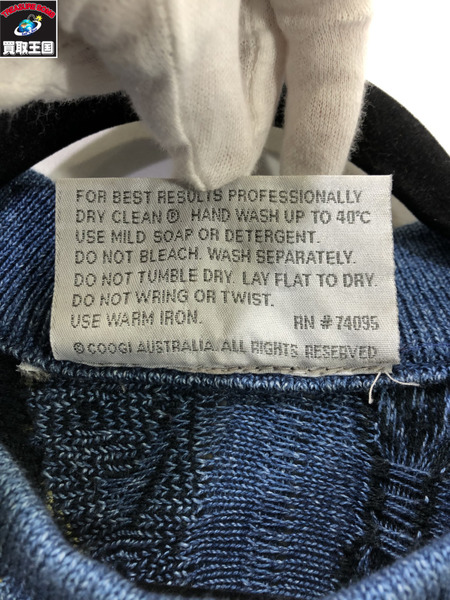 TREASURE HUNT
買取王国
FOR BEST RESULTS PROFESSIONALLY
DRY CLEAN Ⓟ. HAND WASH UP TO 40°C
USE MILD SOAP OR DETERGENT.
DO NOT BLEACH. WASH SEPARATELY.
DO NOT TUMBLE DRY. LAY FLAT TO DRY.
DO NOT WRING OR TWIST.
USE WARM IRON. RN # 74095
© COOGI AUSTRALIA. ALL RIGHTS RESERVED